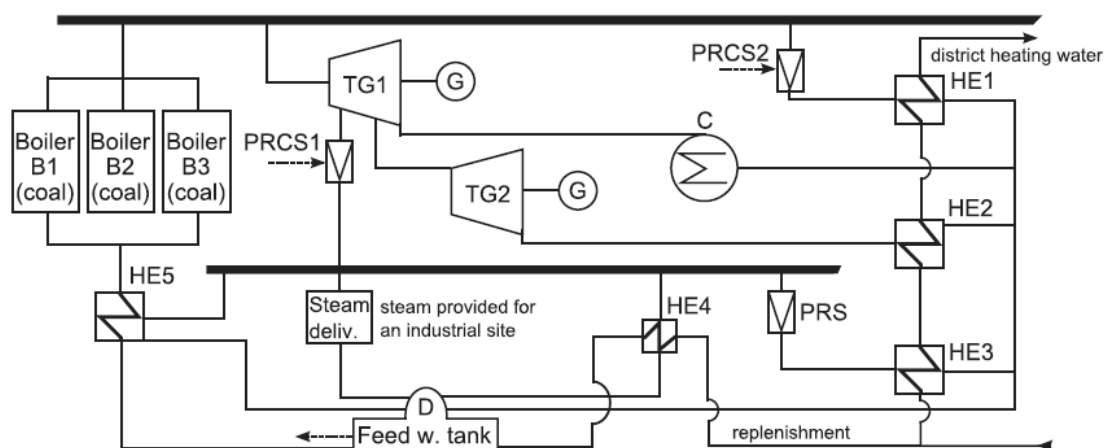 PRCS2
district heating water
HE1
TG1
G
Boiler
B1
(coal)
Boiler
B2
(coal)
Boiler
B3
(coal)
PRCS1
C
TG2
G
HE2
HE5
Steam
deliv.
steam provided for
an industrial site
HE4
PRS
HE3
D
Feed w. tank
replenishment